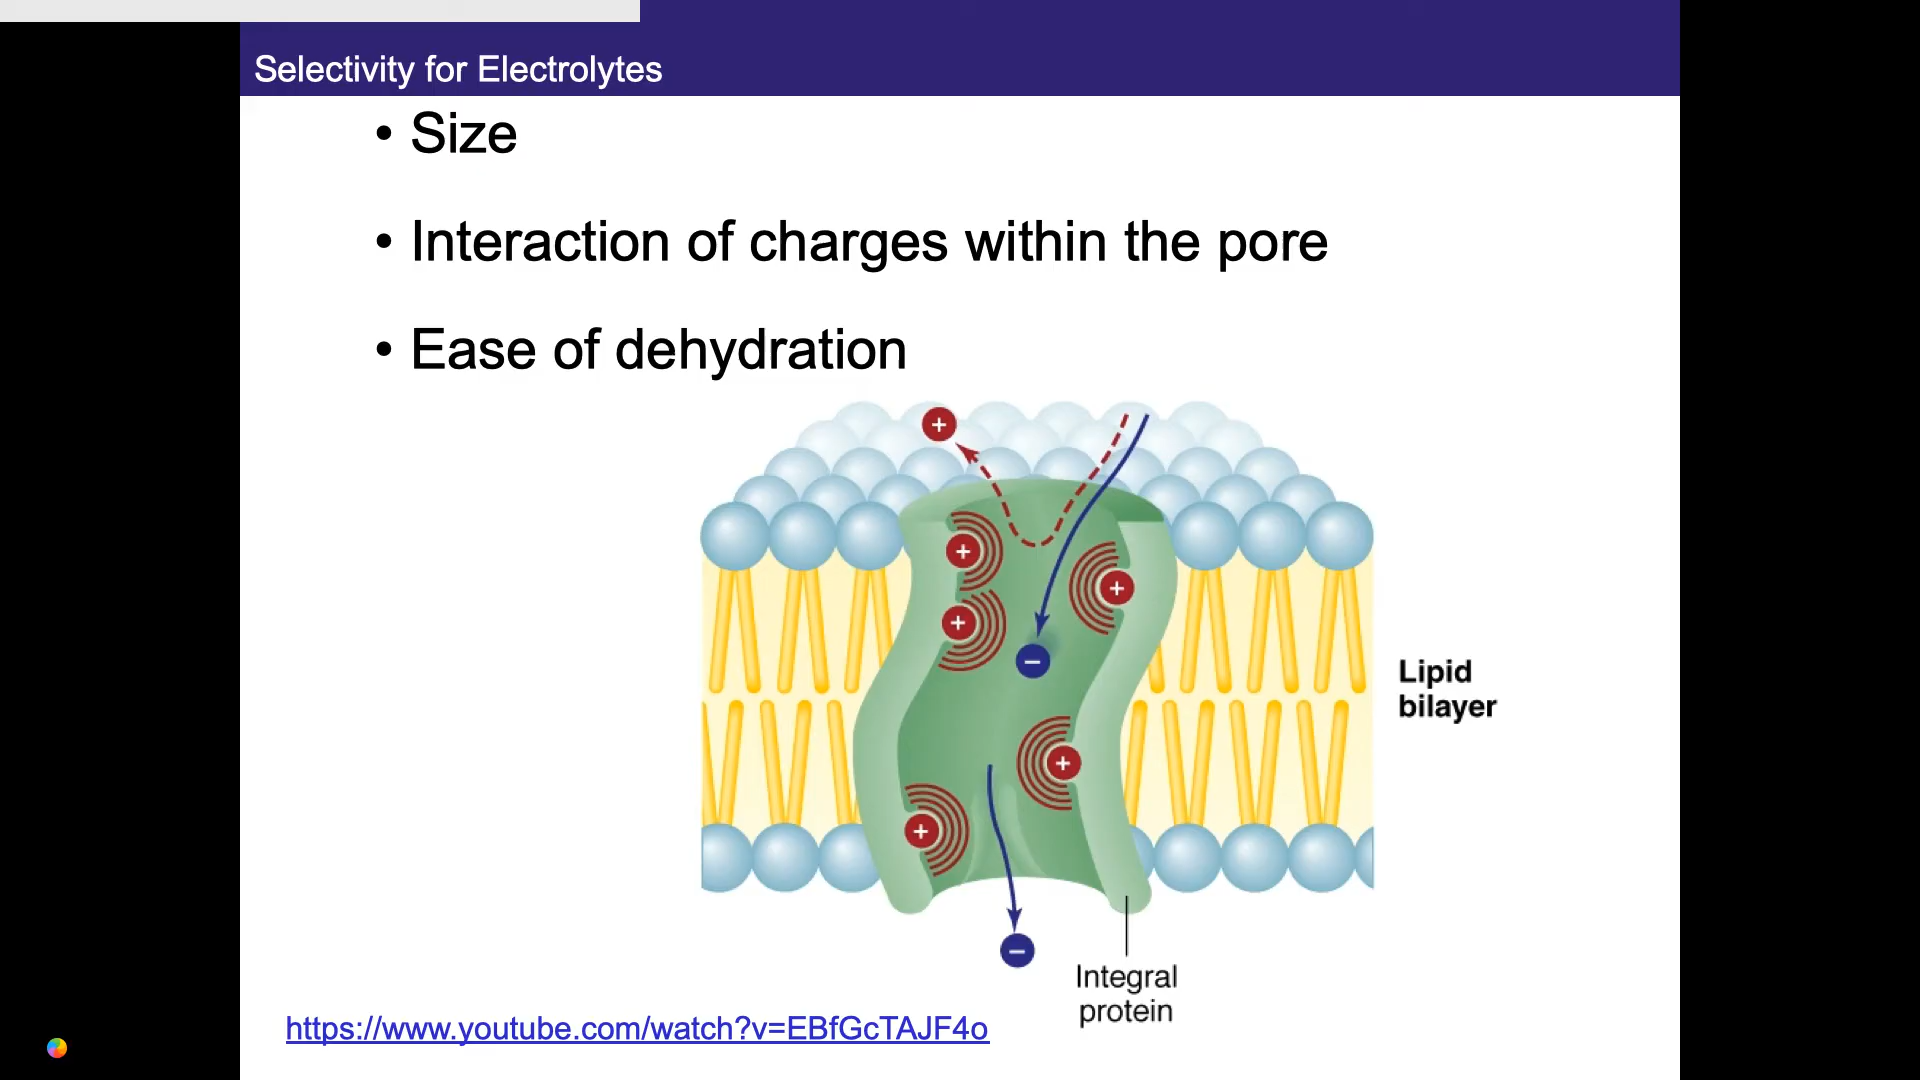 Selectivity for Electrolytes
• Size
• Interaction of charges within the pore
• Ease of dehydration
+
+
+
+
−
+
+
−
Lipid
bilayer
Integral
protein
https://www.youtube.com/watch?v=EBfGcTAJF4o